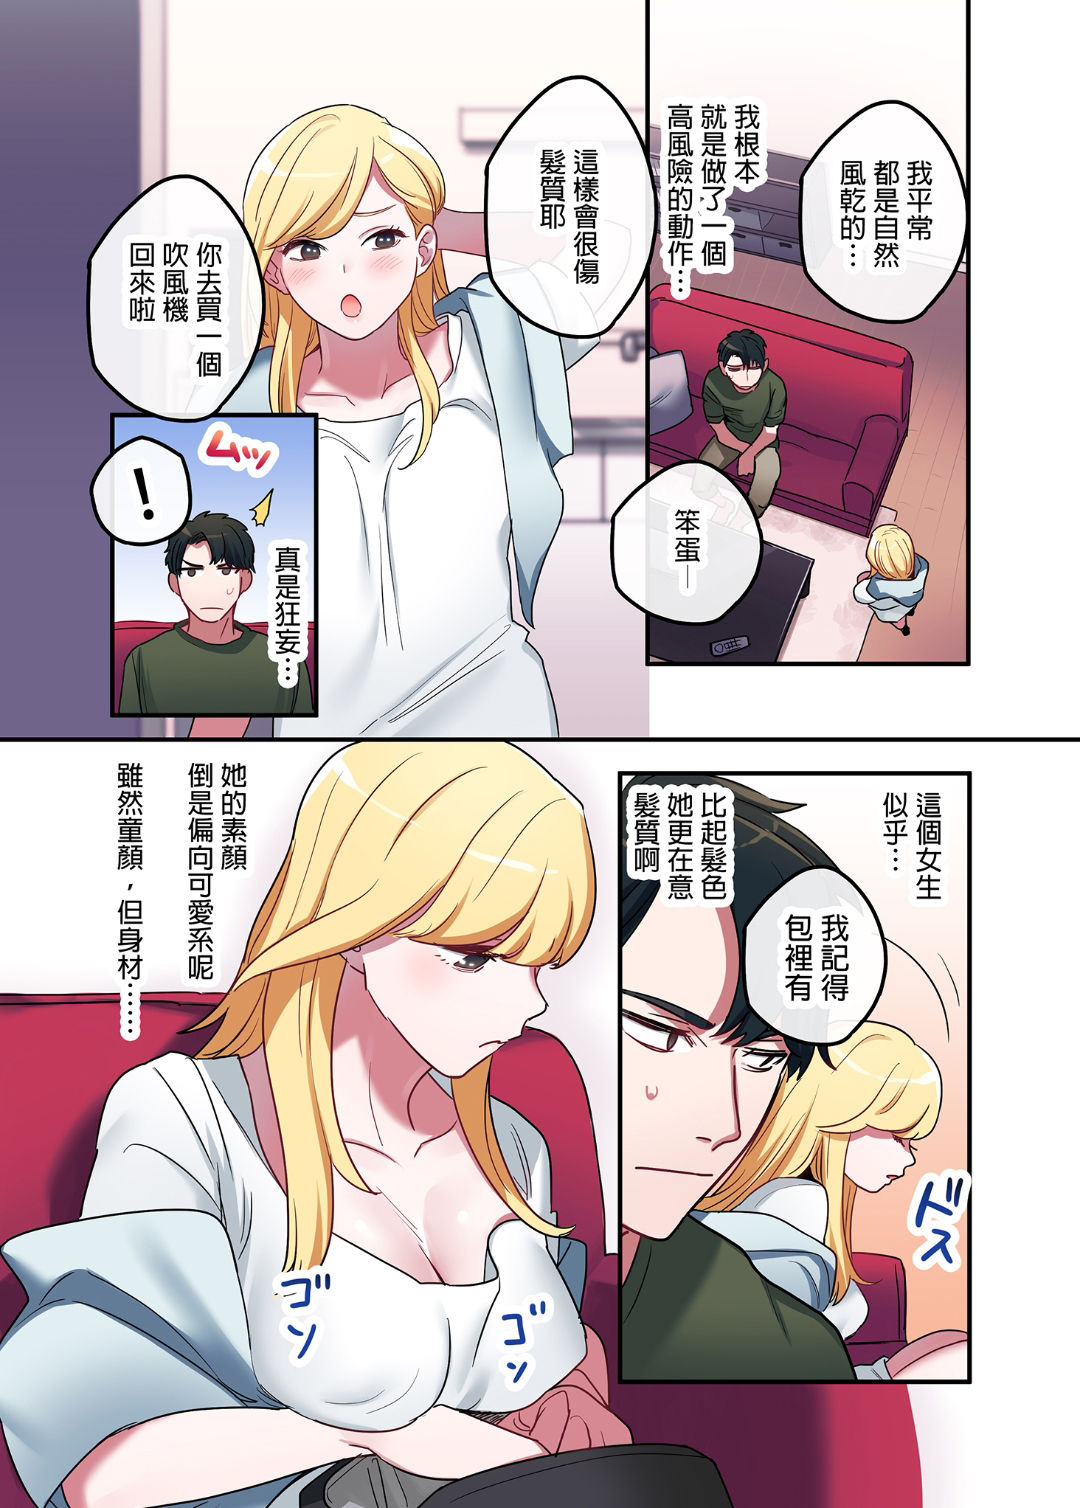 我平常
都是自然
風乾的…
我根本
就是做了一個
高風險的動作…
笨蛋—
這樣會很傷
髮質耶
你去買一個
吹風機
回來啦
！
ムッ
真是狂妄…
這個女生
似乎…
比起髮色
她更在意
髮質啊
我記得
包裡有
ドス
她的素顏
倒是偏向可愛系呢
雖然童顏，但身材……
ゴソ
ゴソ